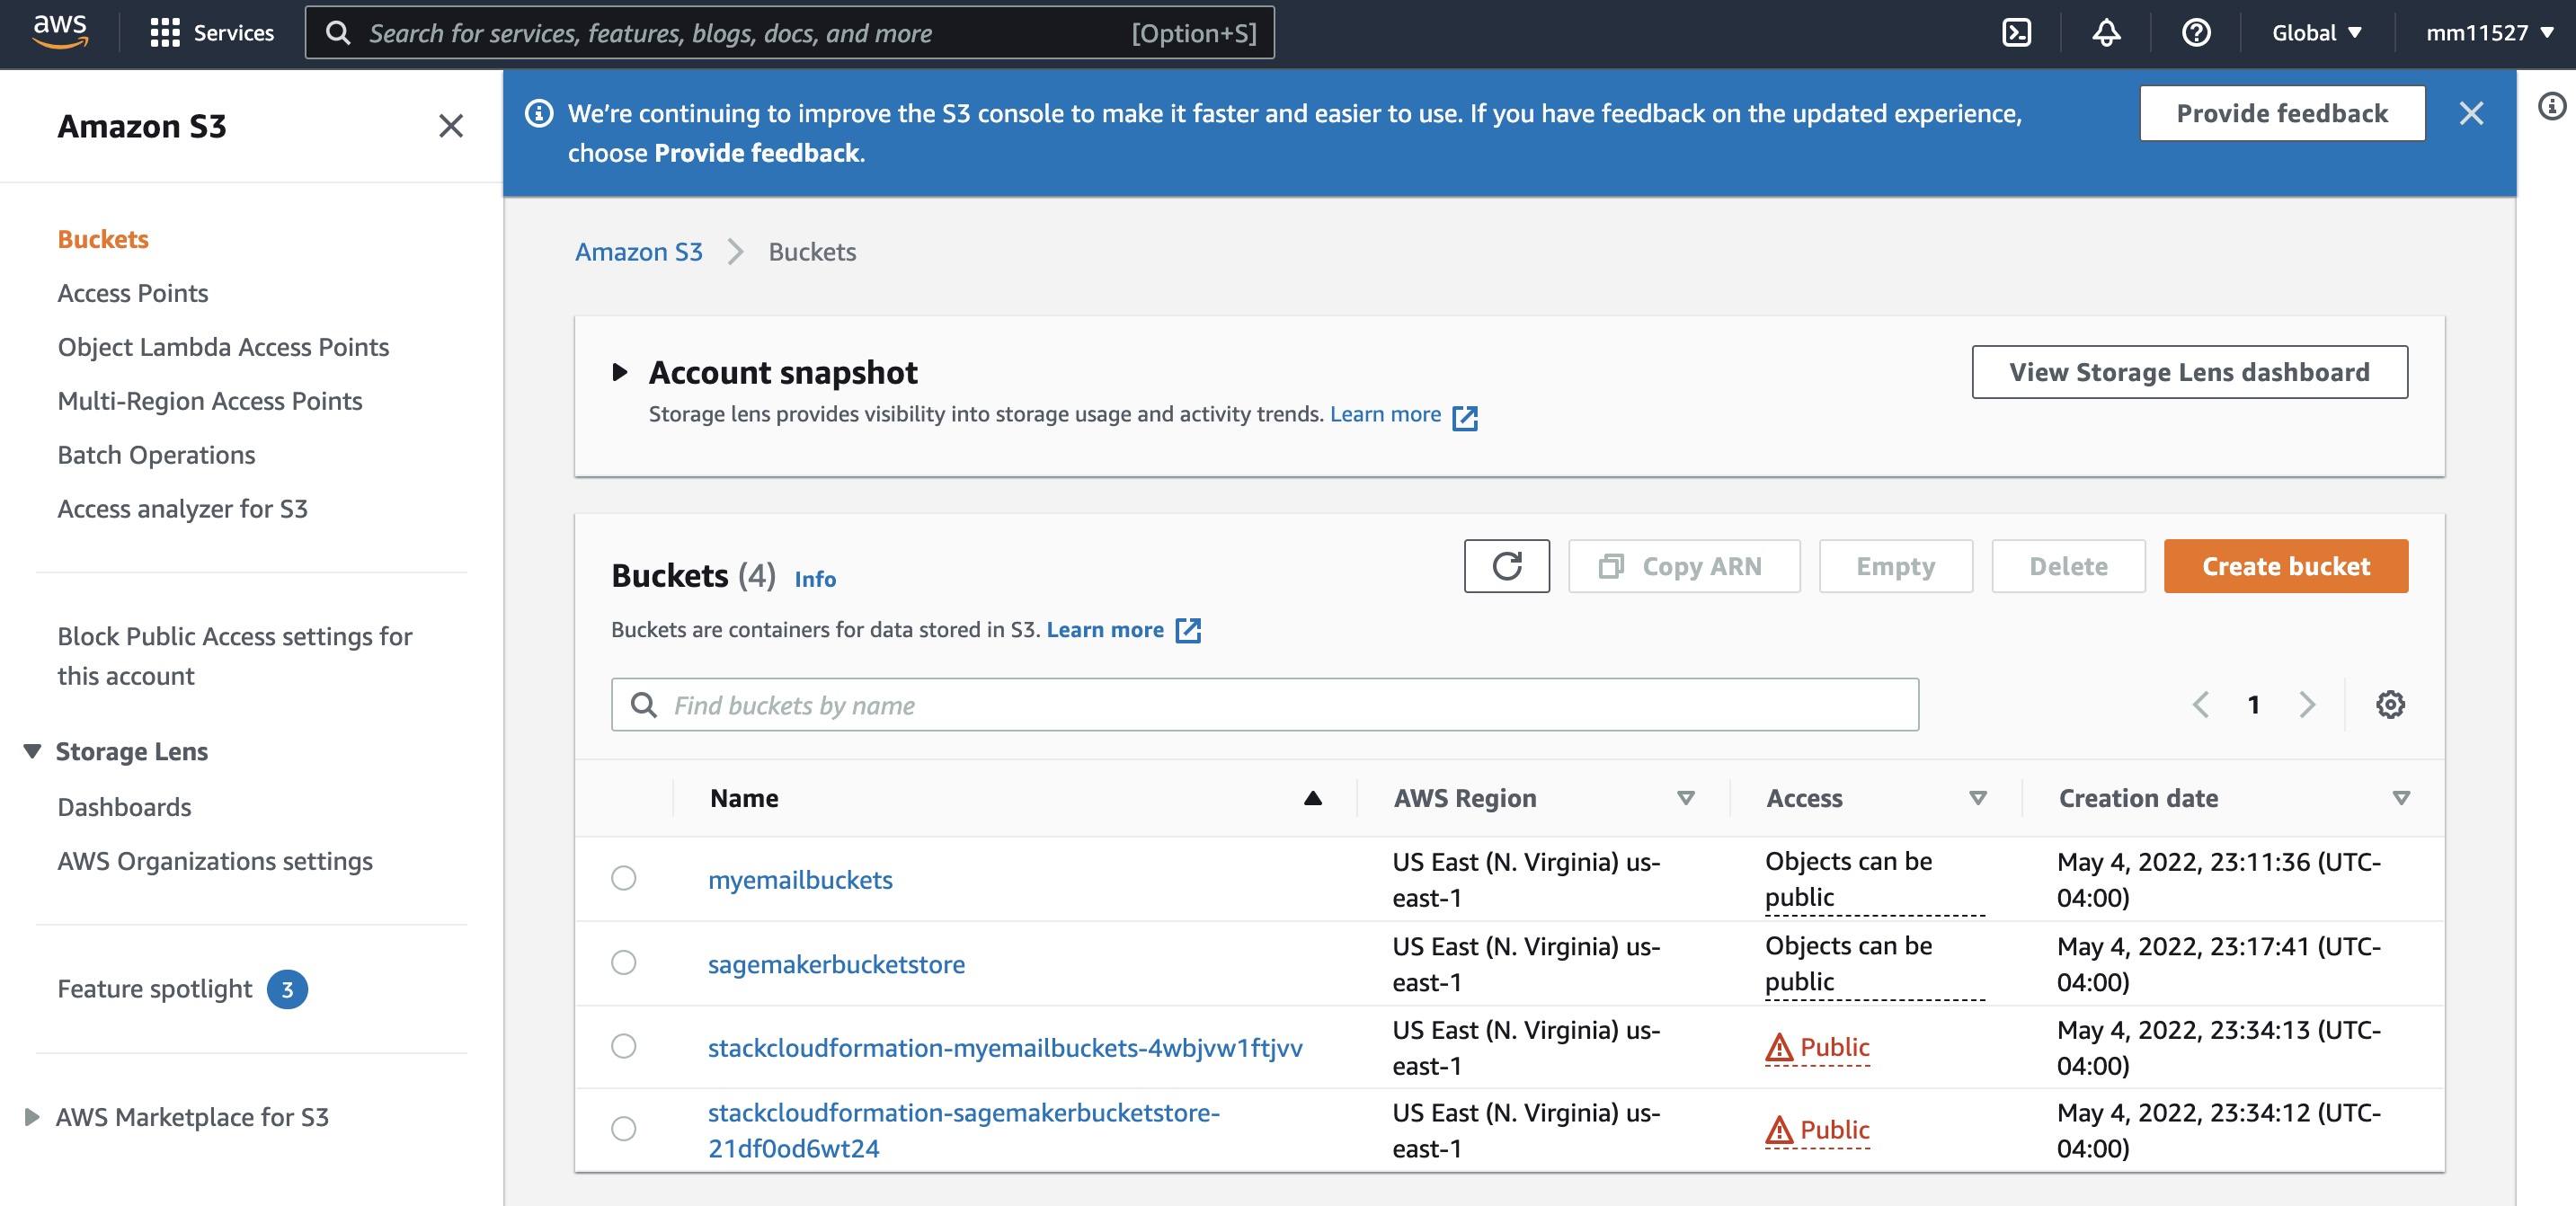 aws Services Search for services, features, blogs, docs, and more [Option+S] Global mm11527
Amazon S3
Buckets
Access Points
Object Lambda Access Points
Multi-Region Access Points
Batch Operations
Access analyzer for S3
Block Public Access settings for
this account
Storage Lens
Dashboards
AWS Organizations settings
Feature spotlight 3
AWS Marketplace for S3
We're continuing to improve the S3 console to make it faster and easier to use. If you have feedback on the updated experience,
choose Provide feedback.
Provide feedback
Amazon S3 Buckets
Account snapshot
Storage lens provides visibility into storage usage and activity trends. Learn more
View Storage Lens dashboard
Buckets (4) Info
Copy ARN Empty Delete Create bucket
Buckets are containers for data stored in S3. Learn more
Find buckets by name
1
Name AWS Region Access Creation date
myemailbuckets
US East (N. Virginia) us-
east-1
Objects can be
public
May 4, 2022, 23:11:36 (UTC-
04:00)
sagemakerbucketstore
US East (N. Virginia) us-
east-1
Objects can be
public
May 4, 2022, 23:17:41 (UTC-
04:00)
stackcloudformation-myemailbuckets-4wbjvw1ftjvv
US East (N. Virginia) us-
east-1
Public
May 4, 2022, 23:34:13 (UTC-
04:00)
stackcloudformation-sagemakerbucketstore-
21df0od6wt24
US East (N. Virginia) us-
east-1
Public
May 4, 2022, 23:34:12 (UTC-
04:00)